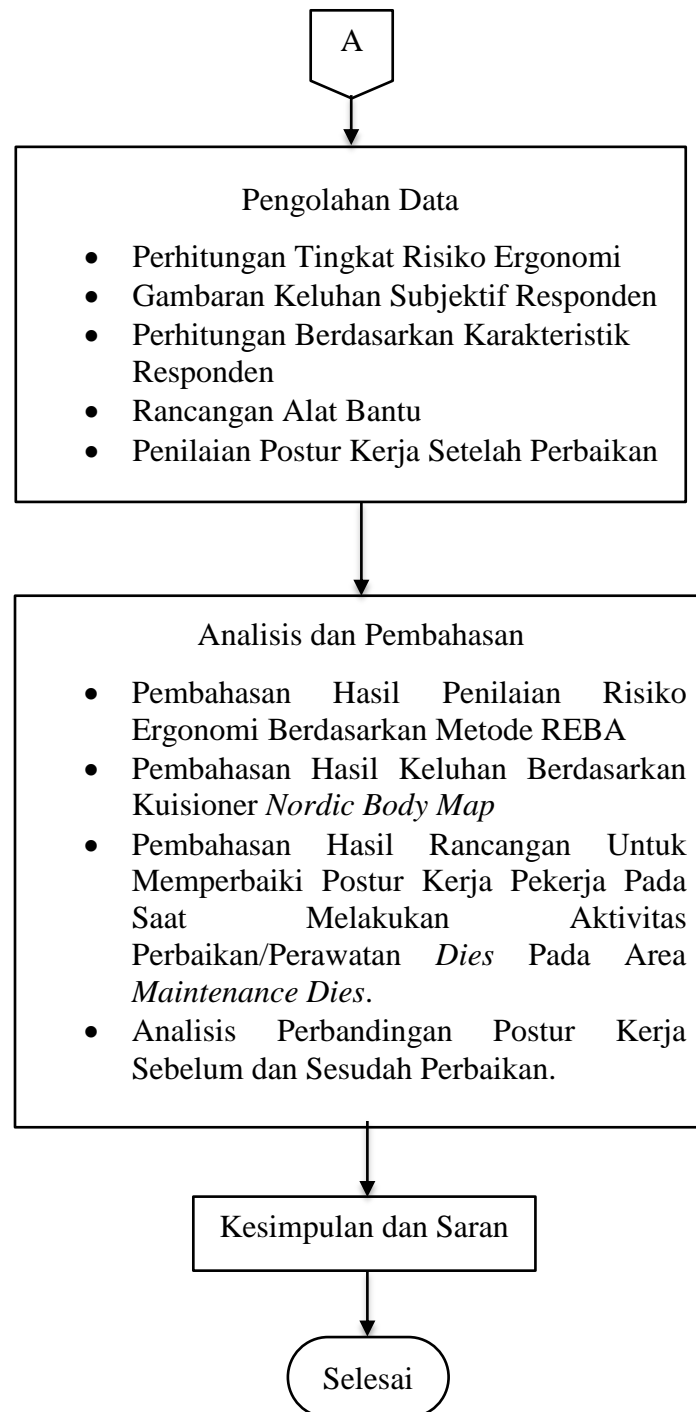 A
Pengolahan Data
• Perhitungan Tingkat Risiko Ergonomi
• Gambaran Keluhan Subjektif Responden
• Perhitungan Berdasarkan Karakteristik
Responden
• Rancangan Alat Bantu
• Penilaian Postur Kerja Setelah Perbaikan
Analisis dan Pembahasan
• Pembahasan Hasil Penilaian Risiko
Ergonomi Berdasarkan Metode REBA
• Pembahasan Hasil Keluhan Berdasarkan
Kuisioner Nordic Body Map
• Pembahasan Hasil Rancangan Untuk
Memperbaiki Postur Kerja Pekerja Pada
Saat Melakukan Aktivitas
Perbaikan/Perawatan Dies Pada Area
Maintenance Dies.
• Analisis Perbandingan Postur Kerja
Sebelum dan Sesudah Perbaikan.
Kesimpulan dan Saran
Selesai